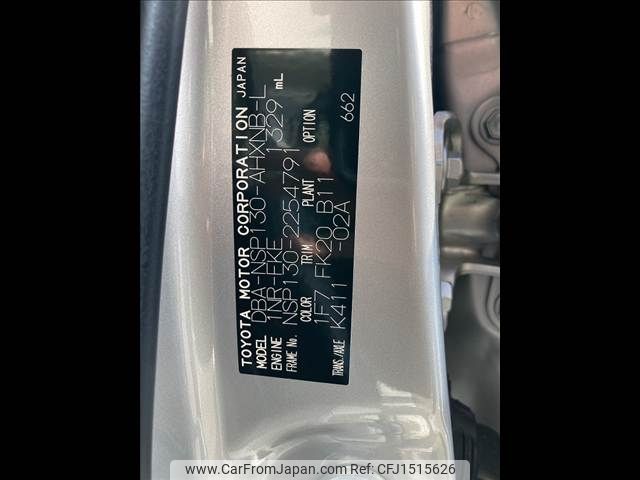 TOYOTA MOTOR CORPORATION JAPAN
MODEL DBA-NSP130-AHXNB-L
ENGINE 1NR-FKE 1329 mL
FRAME No. NSP130-2254791
COLOR TRIM PLANT OPTION
1F7 FK20 B11 662
TRANS/AXLE K411 -02A
www.CarFromJapan.com CFJ1515626